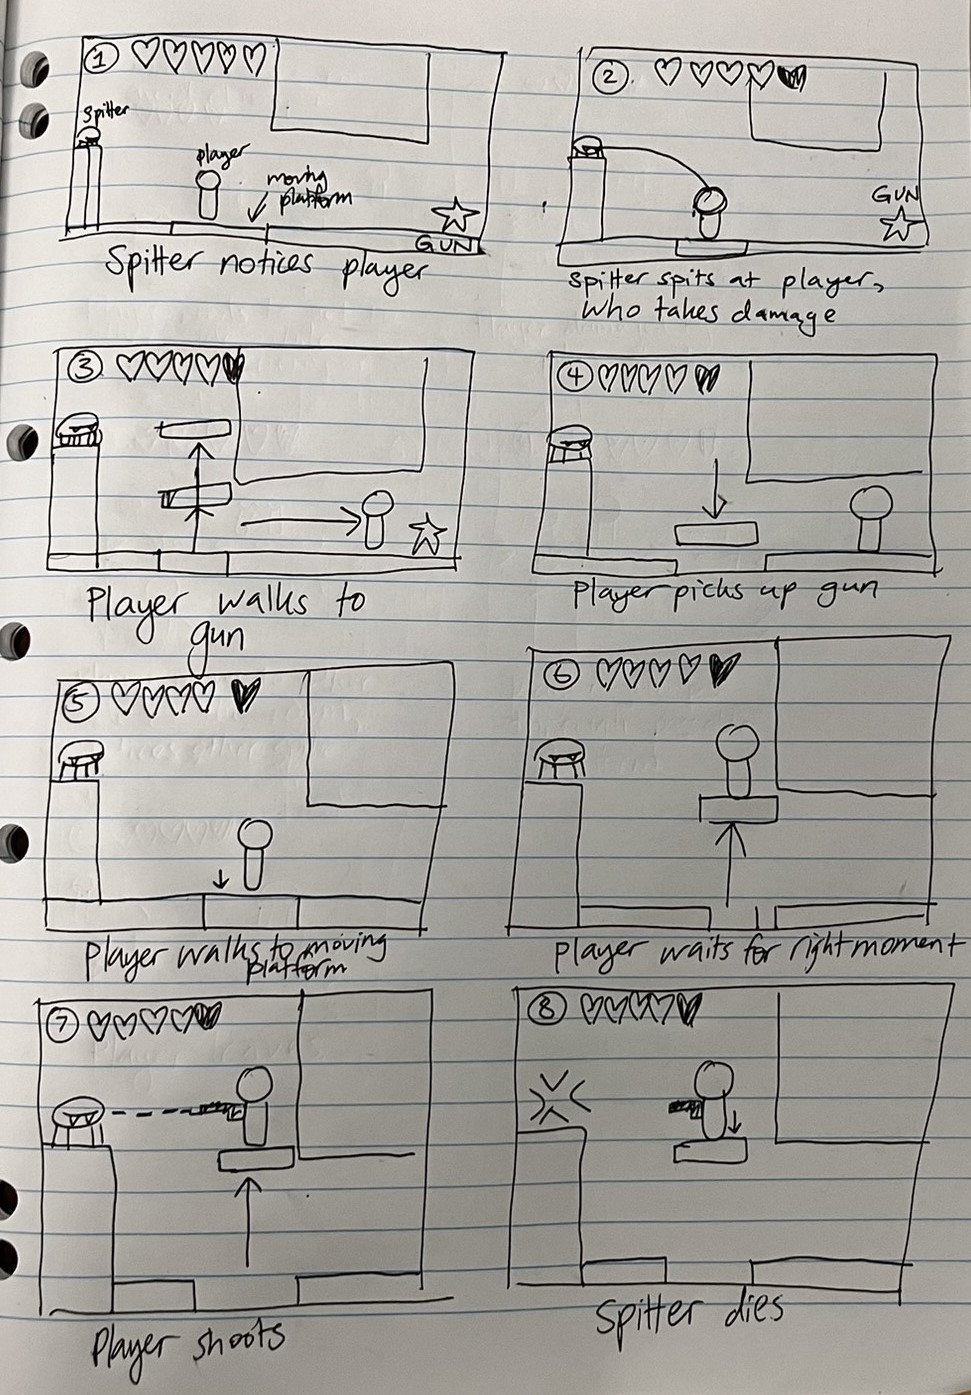 ①
Spitter
player
moving
platform
GUN
Spitter notices player
②
GUN
Spitter spits at player,
Who takes damage
③
Player walks to
gun
④
Player picks up gun
⑤
Player walks to moving
platform
⑥
Player waits for right moment
⑦
Player shoots
⑧
Spitter dies